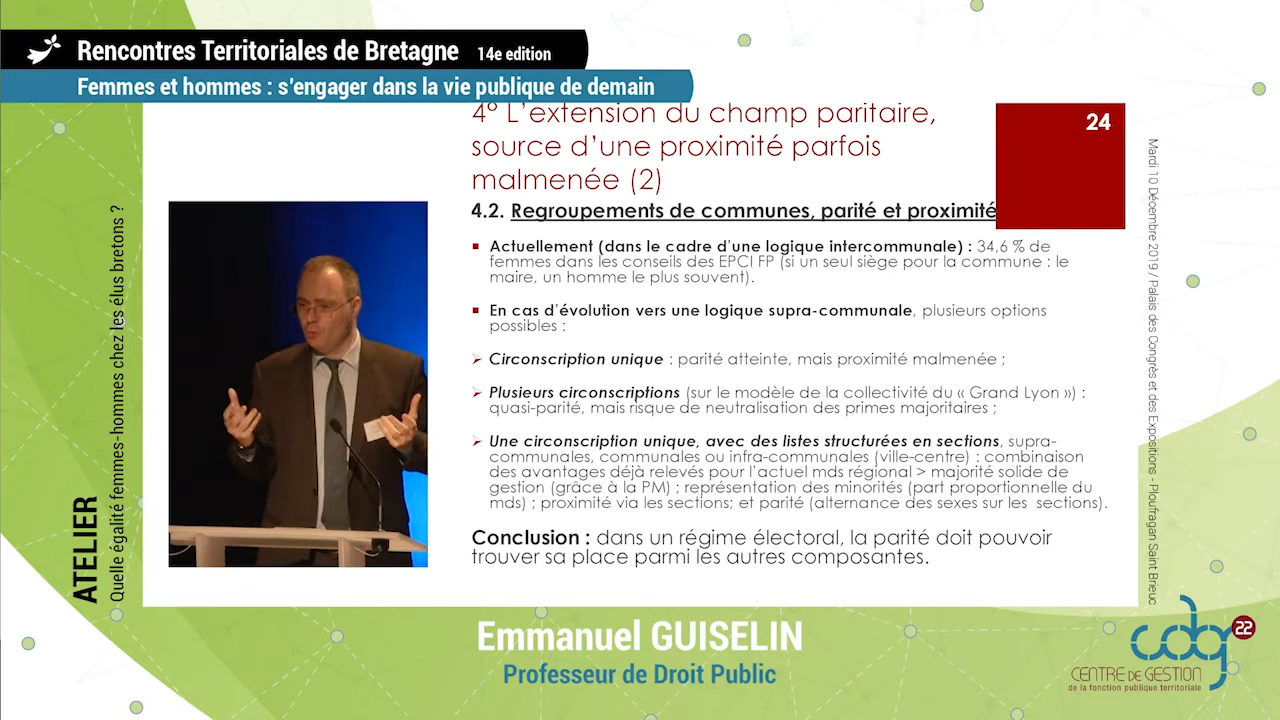 Rencontres Territoriales de Bretagne 14e edition
Femmes et hommes : s'engager dans la vie publique de demain
4° L'extension du champ paritaire,
source d'une proximité parfois
malmenée (2)
24
4.2. Regroupements de communes, parité et proximité
Actuellement (dans le cadre d'une logique intercommunale) : 34,6 % de
femmes dans les conseils des EPCI FP (si un seul siège pour la commune : le
maire, un homme le plus souvent).
En cas d'évolution vers une logique supra-communale, plusieurs options
possibles :
Circonscription unique : parité atteinte, mais proximité malmenée ;
Plusieurs circonscriptions (sur le modèle de la collectivité du « Grand Lyon ») :
quasi-parité, mais risque de neutralisation des primes majoritaires ;
Une circonscription unique, avec des listes structurées en sections, supra-
communales, communales ou infra-communales (ville-centre) : combinaison
des avantages déjà relevés pour l'actuel mds régional > majorité solide de
gestion (grâce à la PM) ; représentation des minorités (part proportionnelle du
mds) ; proximité via les sections; et parité (alternance des sexes sur les sections).
Conclusion : dans un régime électoral, la parité doit pouvoir
trouver sa place parmi les autres composantes.
ATELIER
Quelle égalité femmes-hommes chez les élus bretons ?
Mardi 10 Décembre 2019 / Palais des Congrès et des Expositions - Ploufragan Saint Brieuc
Emmanuel GUISELIN
Professeur de Droit Public
cdg 22
CENTRE DE GESTION
de la fonction publique territoriale